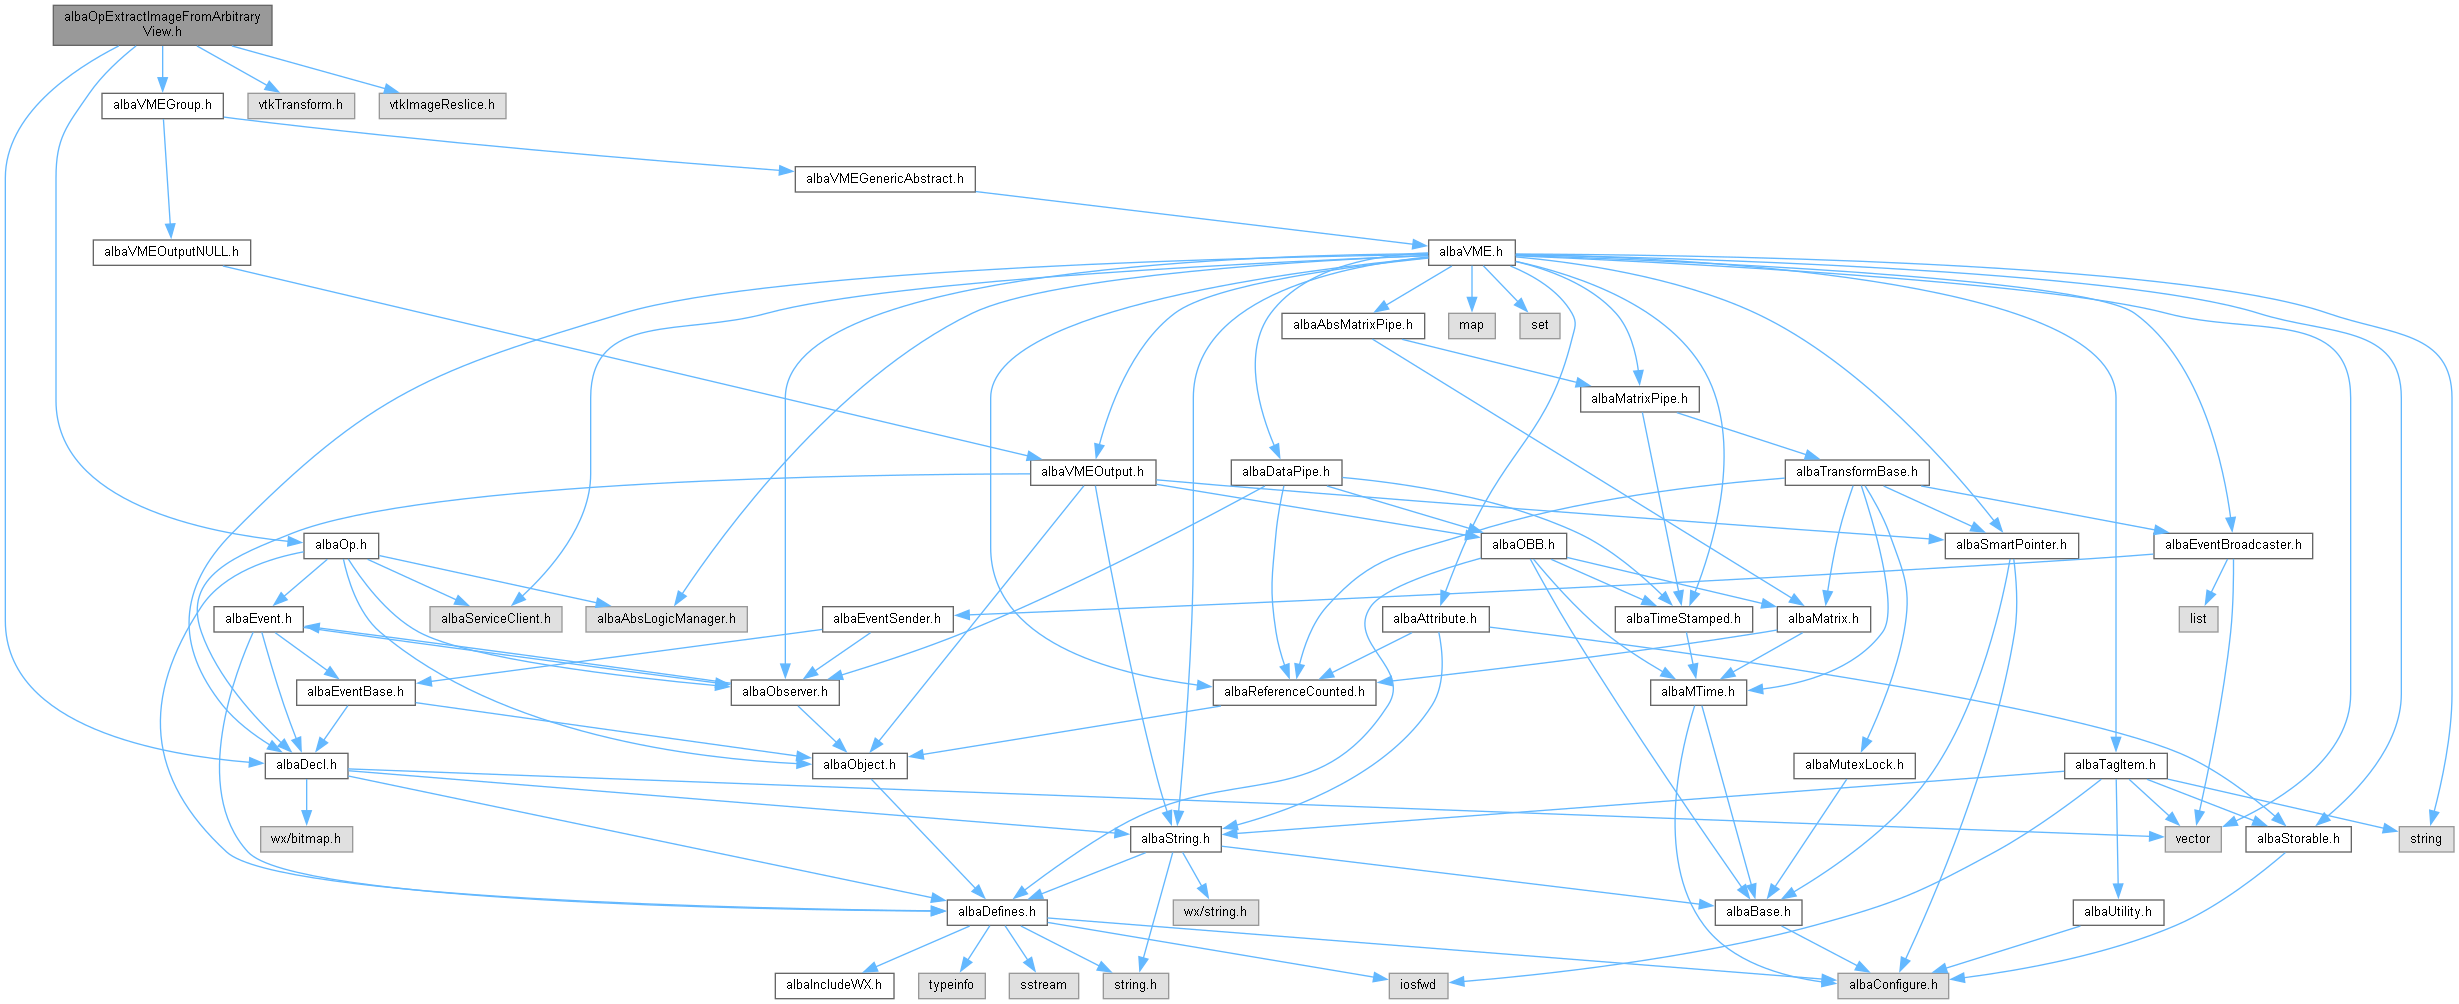 albaOpExtractImageFromArbitrary
View.h
albaVMEGroup.h
vtkTransform.h
vtkImageReslice.h
albaVMEGenericAbstract.h
albaVMEOutputNULL.h
albaVME.h
albaAbsMatrixPipe.h
map
set
albaMatrixPipe.h
albaVMEOutput.h
albaDataPipe.h
albaTransformBase.h
albaOp.h
albaOBB.h
albaSmartPointer.h
albaEventBroadcaster.h
albaEvent.h
albaServiceClient.h
albaAbsLogicManager.h
albaEventSender.h
albaAttribute.h
albaTimeStamped.h
albaMatrix.h
list
albaEventBase.h
albaObserver.h
albaReferenceCounted.h
albaMTime.h
albaDecl.h
albaObject.h
albaMutexLock.h
albaTagItem.h
wx/bitmap.h
albaString.h
vector
albaStorable.h
string
albaDefines.h
wx/string.h
albaBase.h
albaUtility.h
albaIncludeWX.h
typeinfo
sstream
string.h
iosfwd
albaConfigure.h